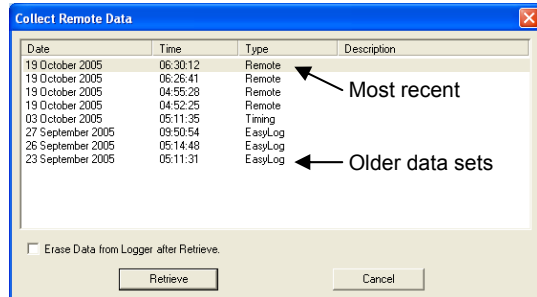 Collect Remote Data
Date Time Type Description
19 October 2005 06:30:12 Remote
19 October 2005 06:26:41 Remote
19 October 2005 04:55:28 Remote
19 October 2005 04:52:25 Remote
03 October 2005 05:11:35 Timing
27 September 2005 09:50:54 EasyLog
26 September 2005 05:14:48 EasyLog
23 September 2005 05:11:31 EasyLog
Most recent
Older data sets
Erase Data from Logger after Retrieve.
Retrieve Cancel